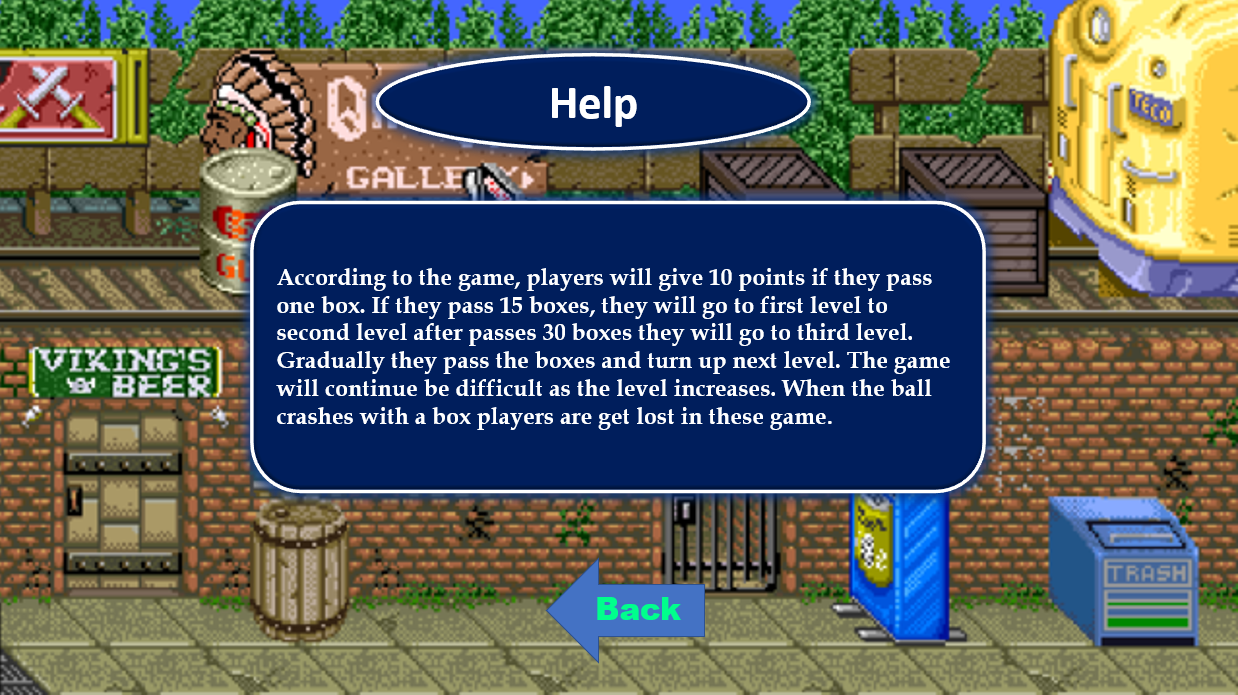 Help
TECO
GALLERY
According to the game, players will give 10 points if they pass
one box. If they pass 15 boxes, they will go to first level to
second level after passes 30 boxes they will go to third level.
Gradually they pass the boxes and turn up next level. The game
will continue be difficult as the level increases. When the ball
crashes with a box players are get lost in these game.
VIKING'S
BEER
TRASH
Back